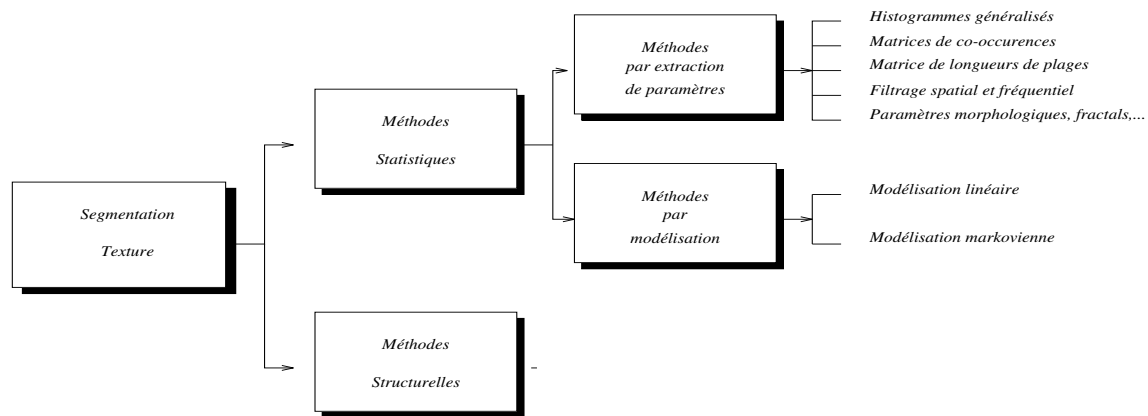 Segmentation
Texture
Méthodes
Statistiques
Méthodes
Structurelles
Méthodes
par extraction
de paramètres
Méthodes
par
modélisation
Histogrammes généralisés
Matrices de co-occurences
Matrice de longueurs de plages
Filtrage spatial et fréquentiel
Paramètres morphologiques, fractals,...
Modélisation linéaire
Modélisation markovienne